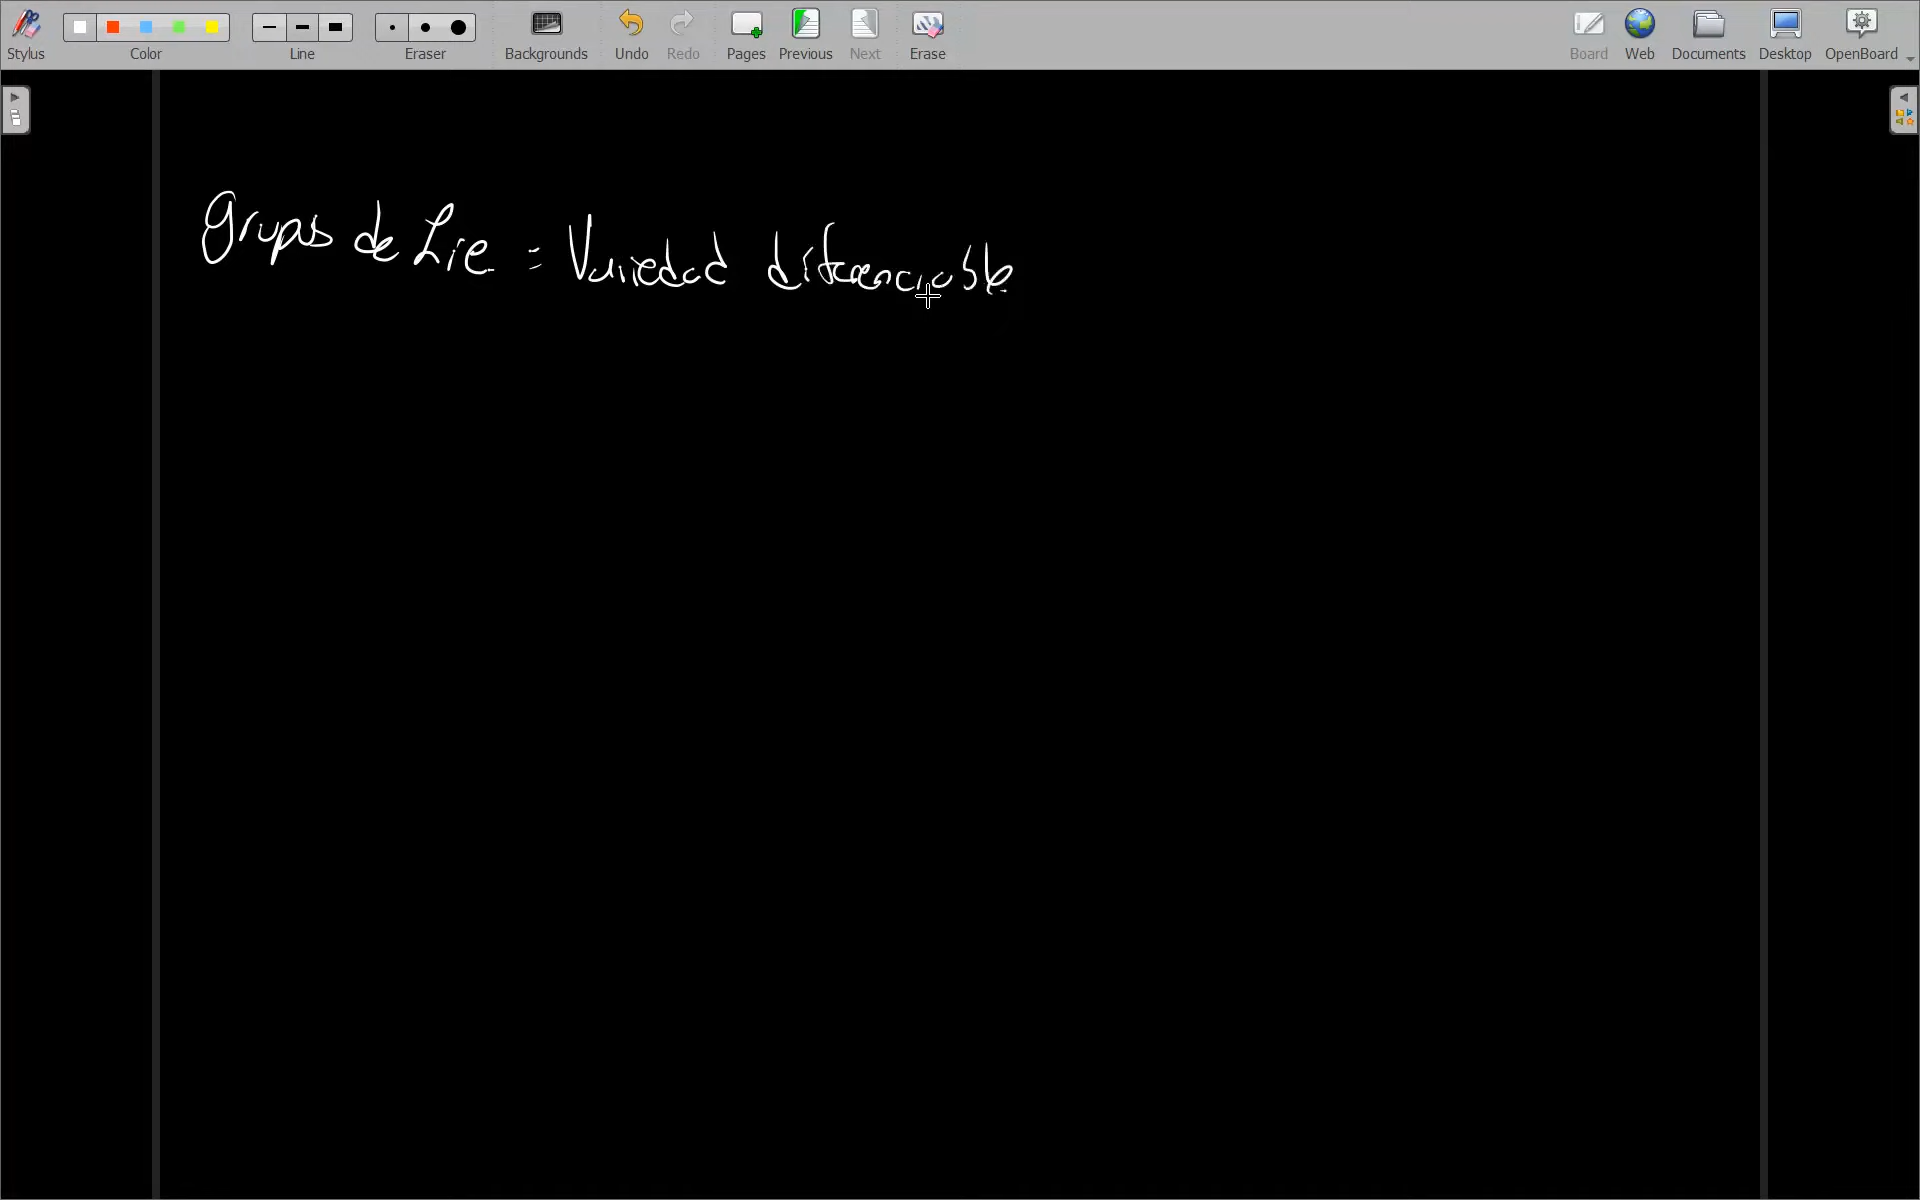 Stylus Color Line Eraser Backgrounds Undo Redo Pages Previous Next Erase Board Web Documents Desktop OpenBoard
Grupos de Lie = Variedad diferenciable